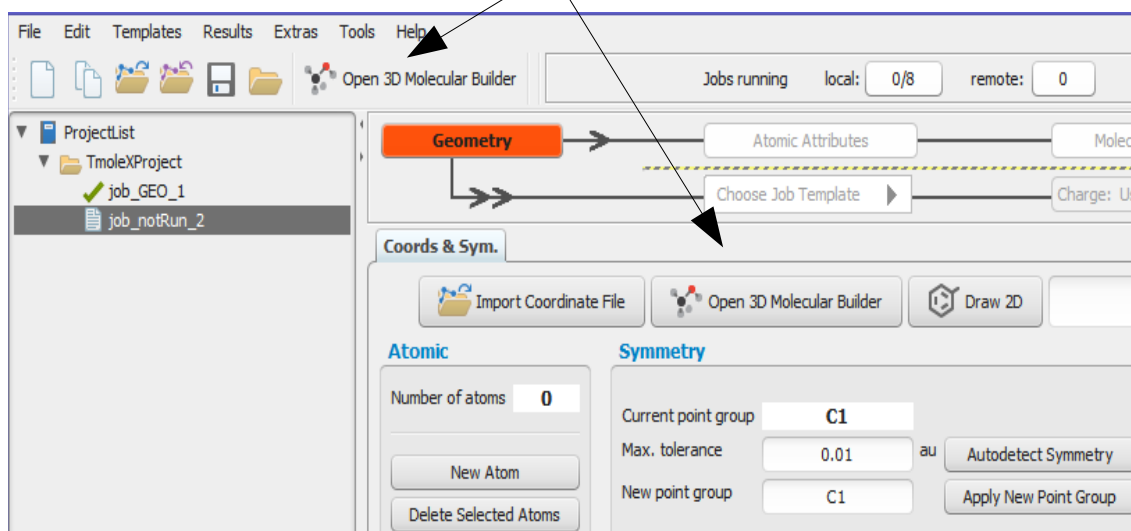 File Edit Templates Results Extras Tools Help
Open 3D Molecular Builder
Jobs running local: 0/8 remote: 0
ProjectList
TmoleXProject
job_GEO_1
job_notRun_2
Geometry Atomic Attributes Molec
Choose Job Template Charge: U
Coords & Sym.
Import Coordinate File Open 3D Molecular Builder Draw 2D
Atomic Symmetry
Number of atoms 0
Current point group C1
Max. tolerance 0.01 au Autodetect Symmetry
New Atom
New point group C1 Apply New Point Group
Delete Selected Atoms